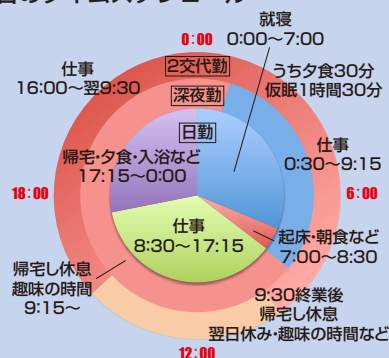 0:00
就寝
0:00〜7:00
仕事
16:00〜翌9:30
2交代勤
深夜勤
日勤
うち夕食30分
仮眠1時間30分
仕事
0:30〜9:15
帰宅・夕食・入浴など
17:15〜0:00
18:00
6:00
仕事
8:30〜17:15
起床・朝食など
7:00〜8:30
帰宅し休息
趣味の時間
9:15〜
9:30終業後
帰宅し休息
翌日休み・趣味の時間など
12:00